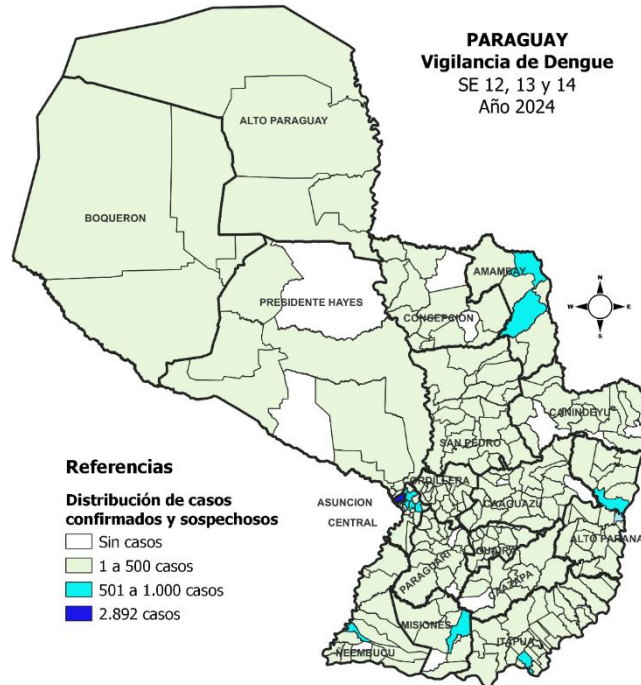 PARAGUAY
Vigilancia de Dengue
SE 12, 13 y 14
Año 2024
ALTO PARAGUAY
BOQUERON
AMAMBAY
PRESIDENTE HAYES
CONCEPCIÓN
N
W E
S
CANINDEYU
SAN PEDRO
Referencias
CORDILLERA
Distribución de casos
confirmados y sospechosos
ASUNCION
CAAGUAZU
CENTRAL
Sin casos
ALTO PARANA
1 a 500 casos
GUAIRA
501 a 1.000 casos
PARAGUARI
CAAZAPA
2.892 casos
MISIONES
ITAPUA
ÑEEMBUCU